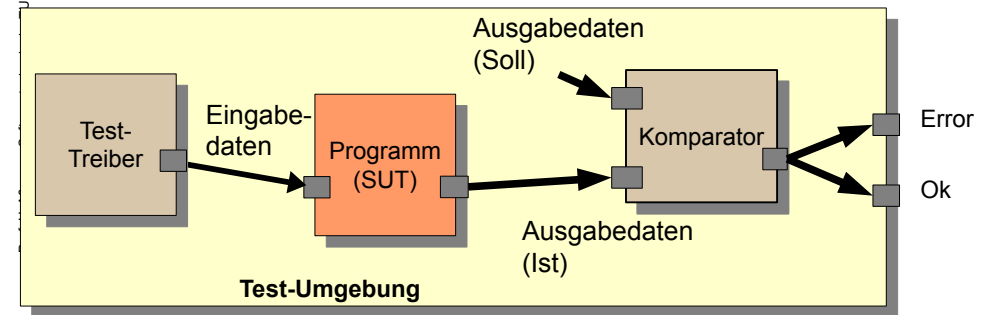 Ausgabedaten
(Soll)
Test-
Treiber
Eingabe-
daten
Programm
(SUT)
Komparator
Error
Ok
Ausgabedaten
(Ist)
Test-Umgebung